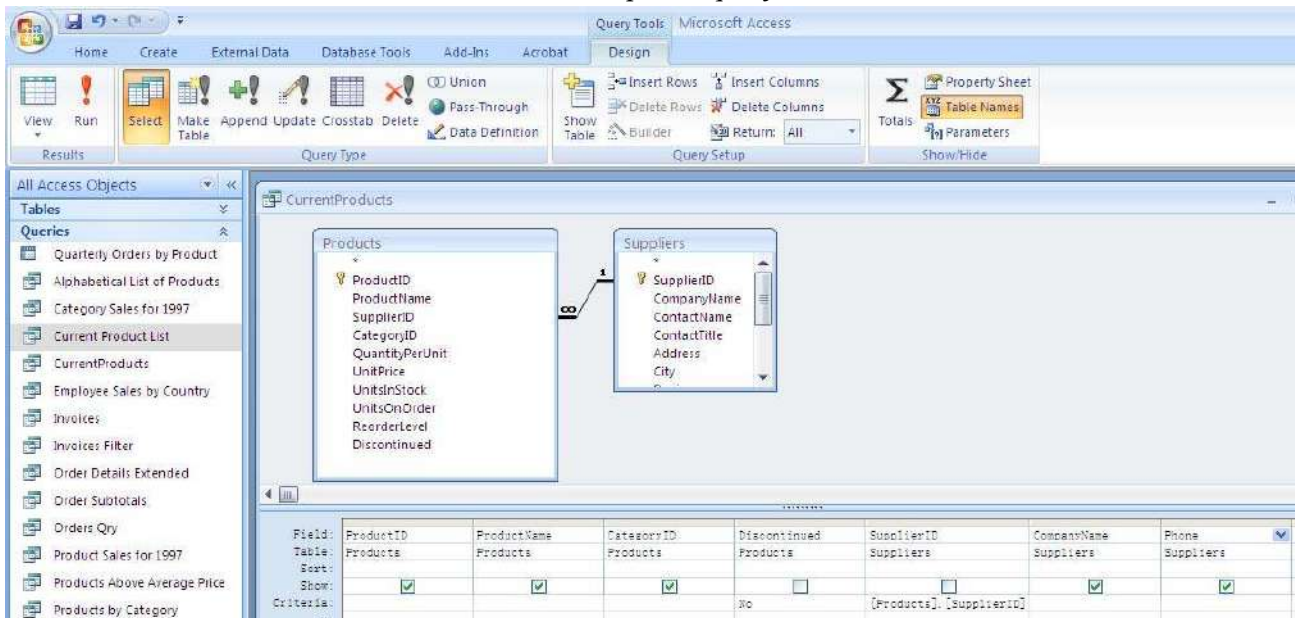 Query Tools Microsoft Access
Home Create External Data Database Tools Add-Ins Acrobat Design
View
Run
Select
Make Table
Append
Update
Crosstab
Delete
Union
Pass-Through
Data Definition
Show Table
Insert Rows
Delete Rows
Builder
Insert Columns
Delete Columns
Return: All
Totals
Property Sheet
Table Names
Parameters
Results Query Type Query Setup Show/Hide
All Access Objects
Tables
Queries
Quarterly Orders by Product
Alphabetical List of Products
Category Sales for 1997
Current Product List
CurrentProducts
Employee Sales by Country
Invoices
Invoices Filter
Order Details Extended
Order Subtotals
Orders Qry
Product Sales for 1997
Products Above Average Price
Products by Category
CurrentProducts
Products
*
ProductID
ProductName
SupplierID
CategoryID
QuantityPerUnit
UnitPrice
UnitsInStock
UnitsOnOrder
ReorderLevel
Discontinued
1
∞
Suppliers
*
SupplierID
CompanyName
ContactName
ContactTitle
Address
City
Field: ProductID ProductName CategoryID Discontinued SupplierID CompanyName Phone
Table: Products Products Products Products Suppliers Suppliers Suppliers
Sort:
Show:
Criteria: No [Products].[SupplierID]